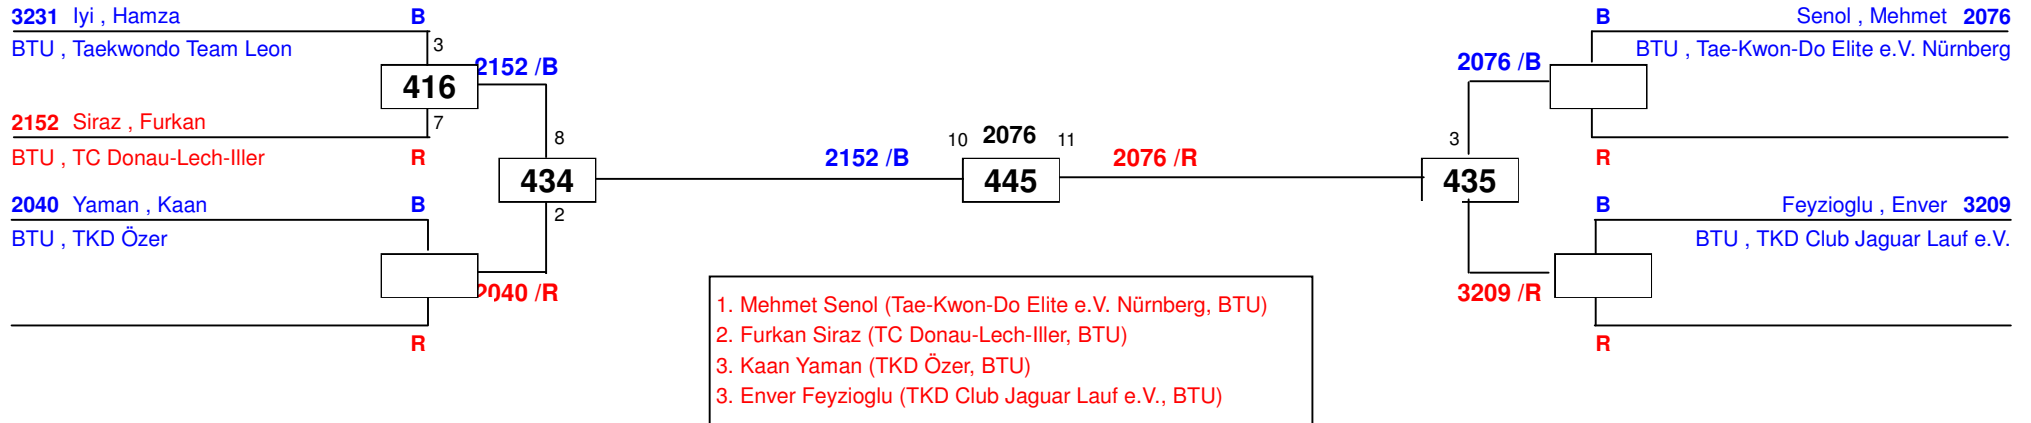 3231 Iyi , Hamza B
BTU , Taekwondo Team Leon
3
416
2152 /B
7
2152 Siraz , Furkan
BTU , TC Donau-Lech-Iller R
8
434
2
2040 Yaman , Kaan B
BTU , TKD Özer
2040 /R
R
2152 /B
10 2076 11
445
2076 /R
B Senol , Mehmet 2076
BTU , Tae-Kwon-Do Elite e.V. Nürnberg
2076 /B
R
3
435
B Feyzioglu , Enver 3209
BTU , TKD Club Jaguar Lauf e.V.
3209 /R
R
1. Mehmet Senol (Tae-Kwon-Do Elite e.V. Nürnberg, BTU)
2. Furkan Siraz (TC Donau-Lech-Iller, BTU)
3. Kaan Yaman (TKD Özer, BTU)
3. Enver Feyzioglu (TKD Club Jaguar Lauf e.V., BTU)